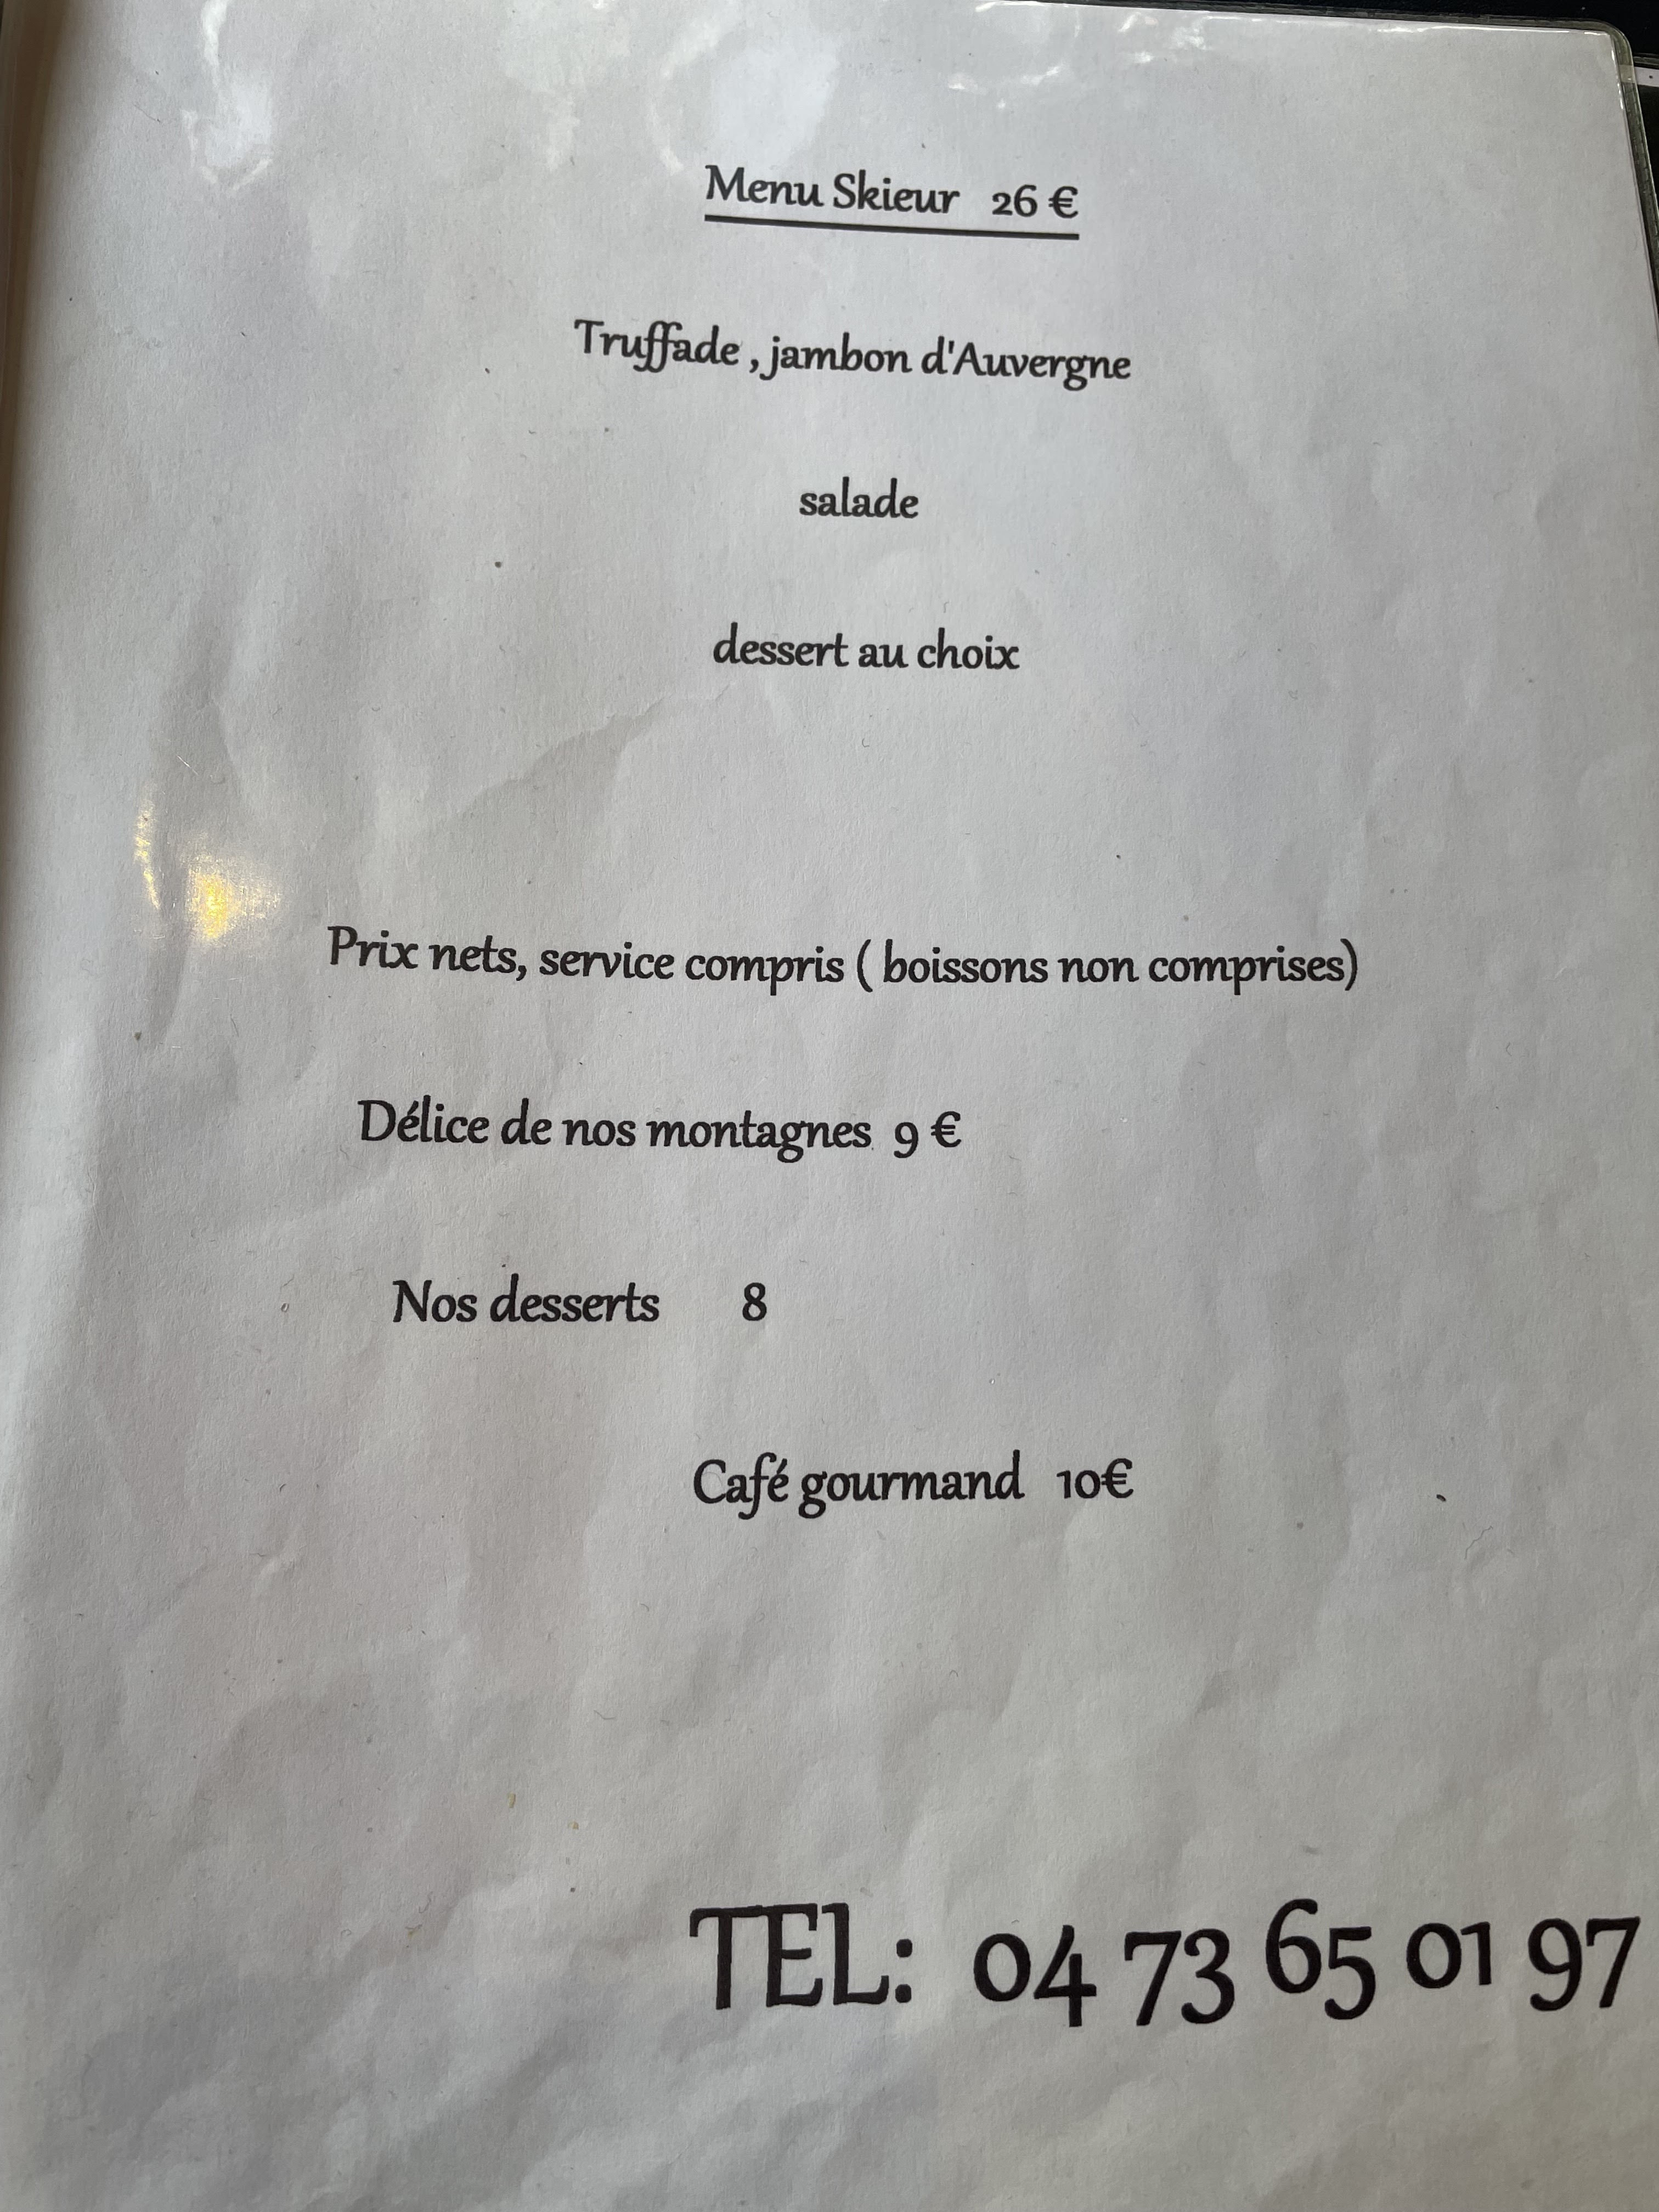 Menu Skieur 26 €
Truffade , jambon d'Auvergne
salade
dessert au choix
Prix nets, service compris ( boissons non comprises)
Délice de nos montagnes 9 €
Nos desserts 8
Café gourmand 10€
TEL: 04 73 65 01 97